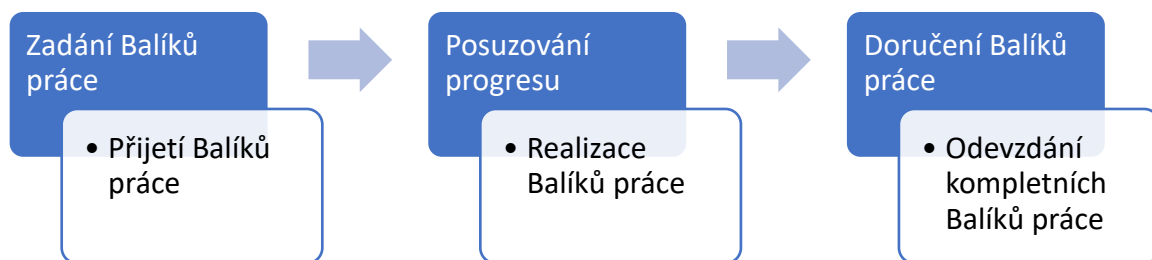 Zadání Balíků
práce
• Přijetí Balíků
práce
Posuzování
progresu
• Realizace
Balíků práce
Doručení Balíků
práce
• Odevzdání
kompletních
Balíků práce